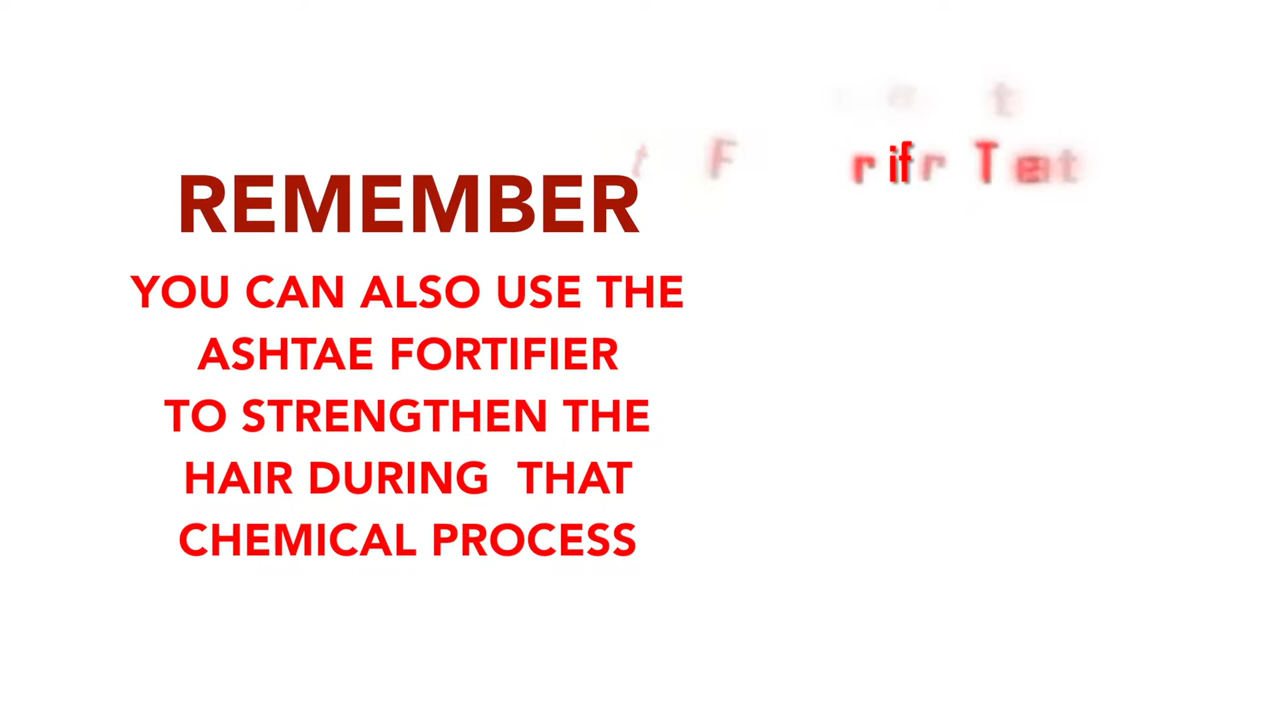 REMEMBER
YOU CAN ALSO USE THE
ASHTAE FORTIFIER
TO STRENGTHEN THE
HAIR DURING THAT
CHEMICAL PROCESS